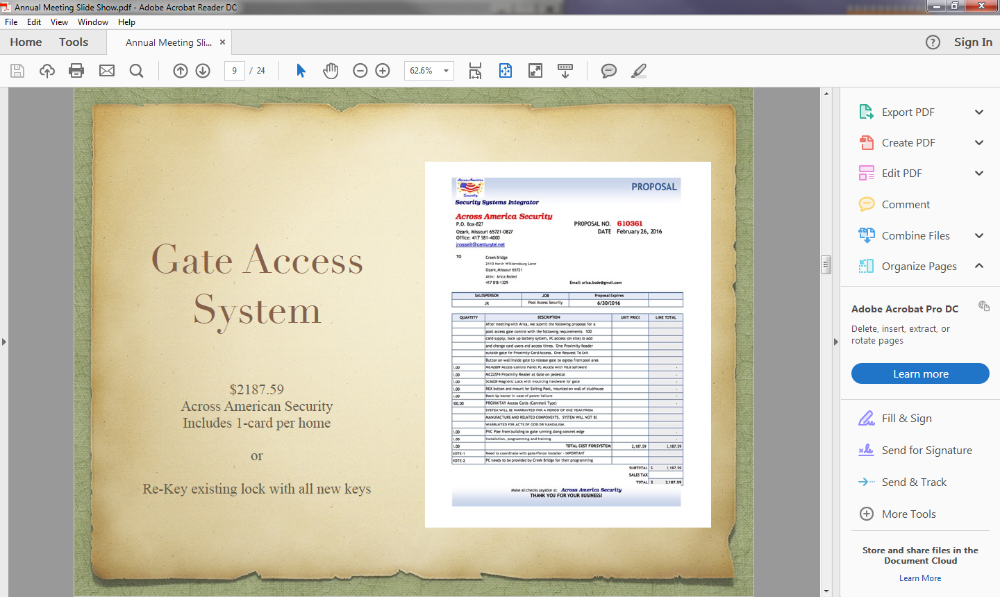 Annual Meeting Slide Show.pdf - Adobe Acrobat Reader DC
File Edit View Window Help
Home Tools Annual Meeting Sli... × ? Sign In
9 / 24 62.6%
Gate Access
System
$2187.59
Across American Security
Includes 1-card per home
or
Re-Key existing lock with all new keys
Across America
Security
PROPOSAL
Security Systems Integrator
Across America Security
P.O. Box-827
Ozark, Missouri 65721-0827
Office: 417 581-4000
jrosselit@centurytel.net
PROPOSAL NO. 610361
DATE February 26, 2016
TO Creek Bridge
2113 North Williamsburg Lane
Ozark, Missouri 65721
Attn: Arica Boded
417 818-1329 Email: arica.bode@gmail.com
SALESPERSON JOB Proposal Expires
JR Pool Access Security 6/30/2016
QUANTITY DESCRIPTION UNIT PRICE LINE TOTAL
After meeting with Arica, we submit the following proposal for a
pool access gate control with the following requirements. 100
card supply, back up battery system, PC access (on site) to add
and change card users and access times. One Proximity Reader
outside gate for Proximity Card Access. One Request To Exit
Button on wall inside gate to release gate to egress from pool area
1.00 Access Control Panel PC Access with V8.0 software -
1.00 MC22574 Proximity Reader at Gate on pedestal -
1.00 Magnetic Lock with mounting hardware for gate -
1.00 REX button and mount for Exiting Pool, mounted on wall of clubhouse -
1.00 Back-Up batter in case of power failure -
100.00 PROXIMITAY Access Cards (Camshell Type) -
SYSTEM WILL BE WARRANTED FOR A PERIOD OF ONE YEAR FROM
MANUFACTURE AND RELATED COMPONENTS. SYSTEM WILL NOT BE
WARRANTED FOR ACTS OF GOD OR VANDALISM.
1.00 PVC Pipe from building to gate running along concret edge -
1.00 Installation, programming and training -
1.00 TOTAL COST FOR SYSTEM: 2,187.59 2,187.59
NOTE-1 Need to coordinate with gate/fence installer - IMPORTANT
NOTE-2 PC needs to be provided by Creek Bridge for their programming
SUBTOTAL $ 2,187.59
SALES TAX
TOTAL $ 2,187.59
Make all checks payable to: Across America Security
THANK YOU FOR YOUR BUSINESS!
Export PDF
Create PDF
Edit PDF
Comment
Combine Files
Organize Pages
Adobe Acrobat Pro DC
Delete, insert, extract, or
rotate pages
Learn more
Fill & Sign
Send for Signature
Send & Track
More Tools
Store and share files in the
Document Cloud
Learn More